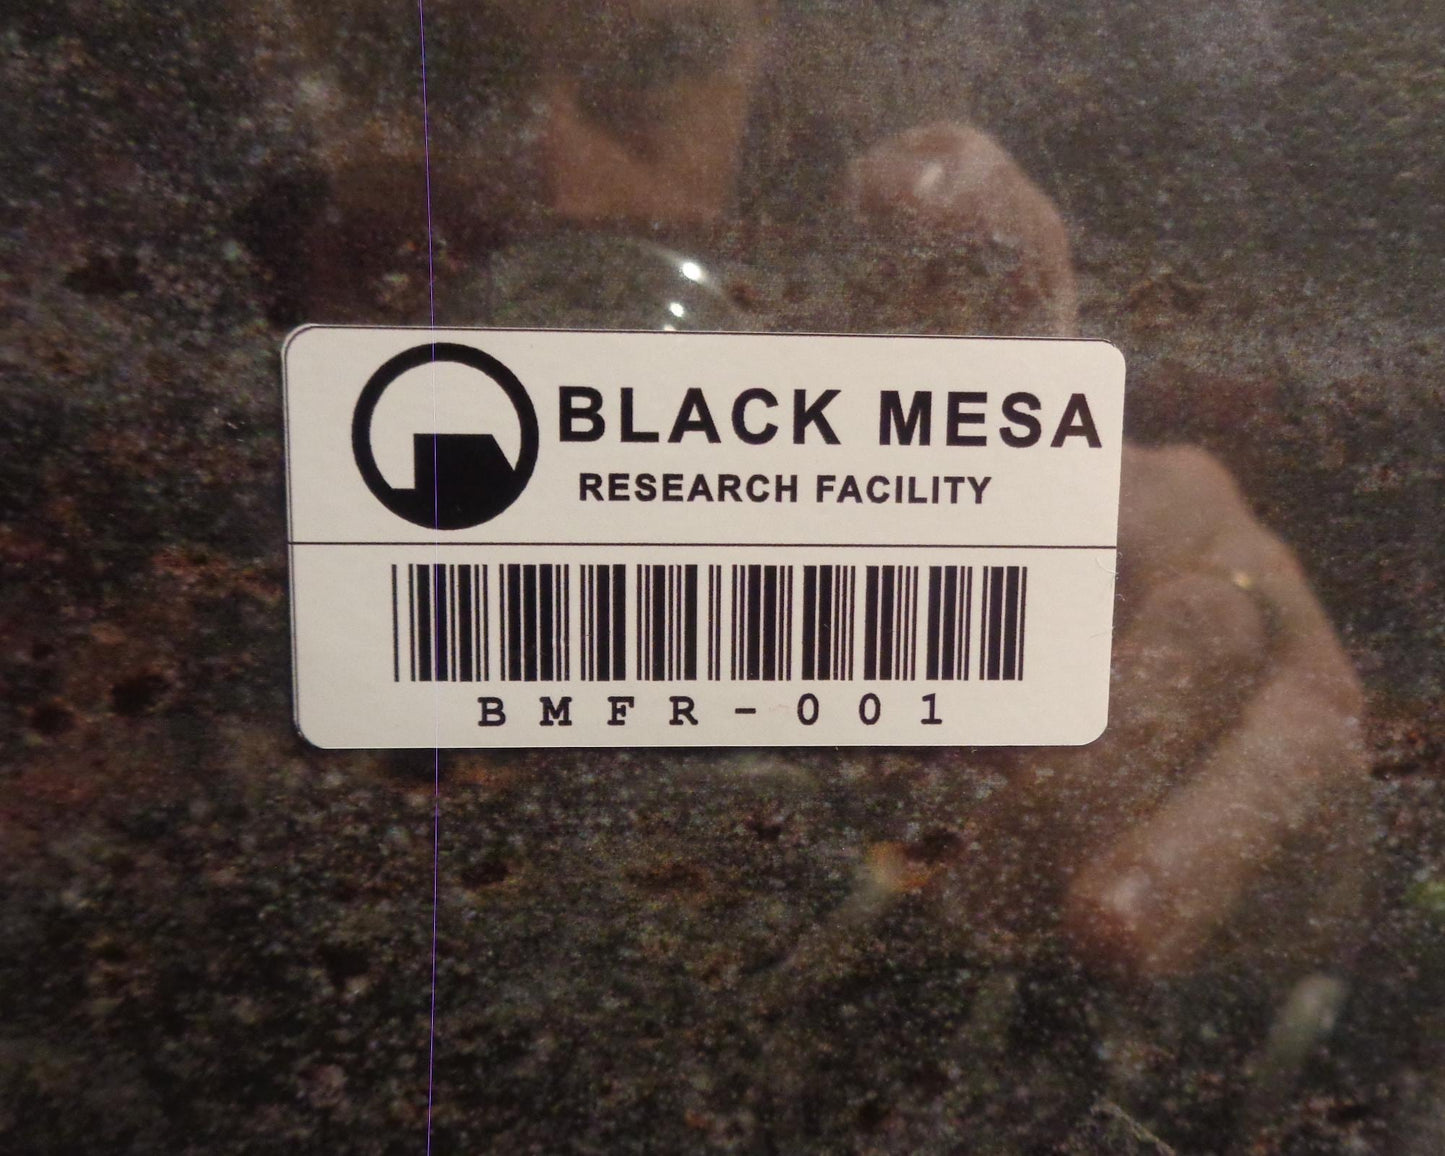 BLACK MESA
RESEARCH FACILITY
BMFR-001